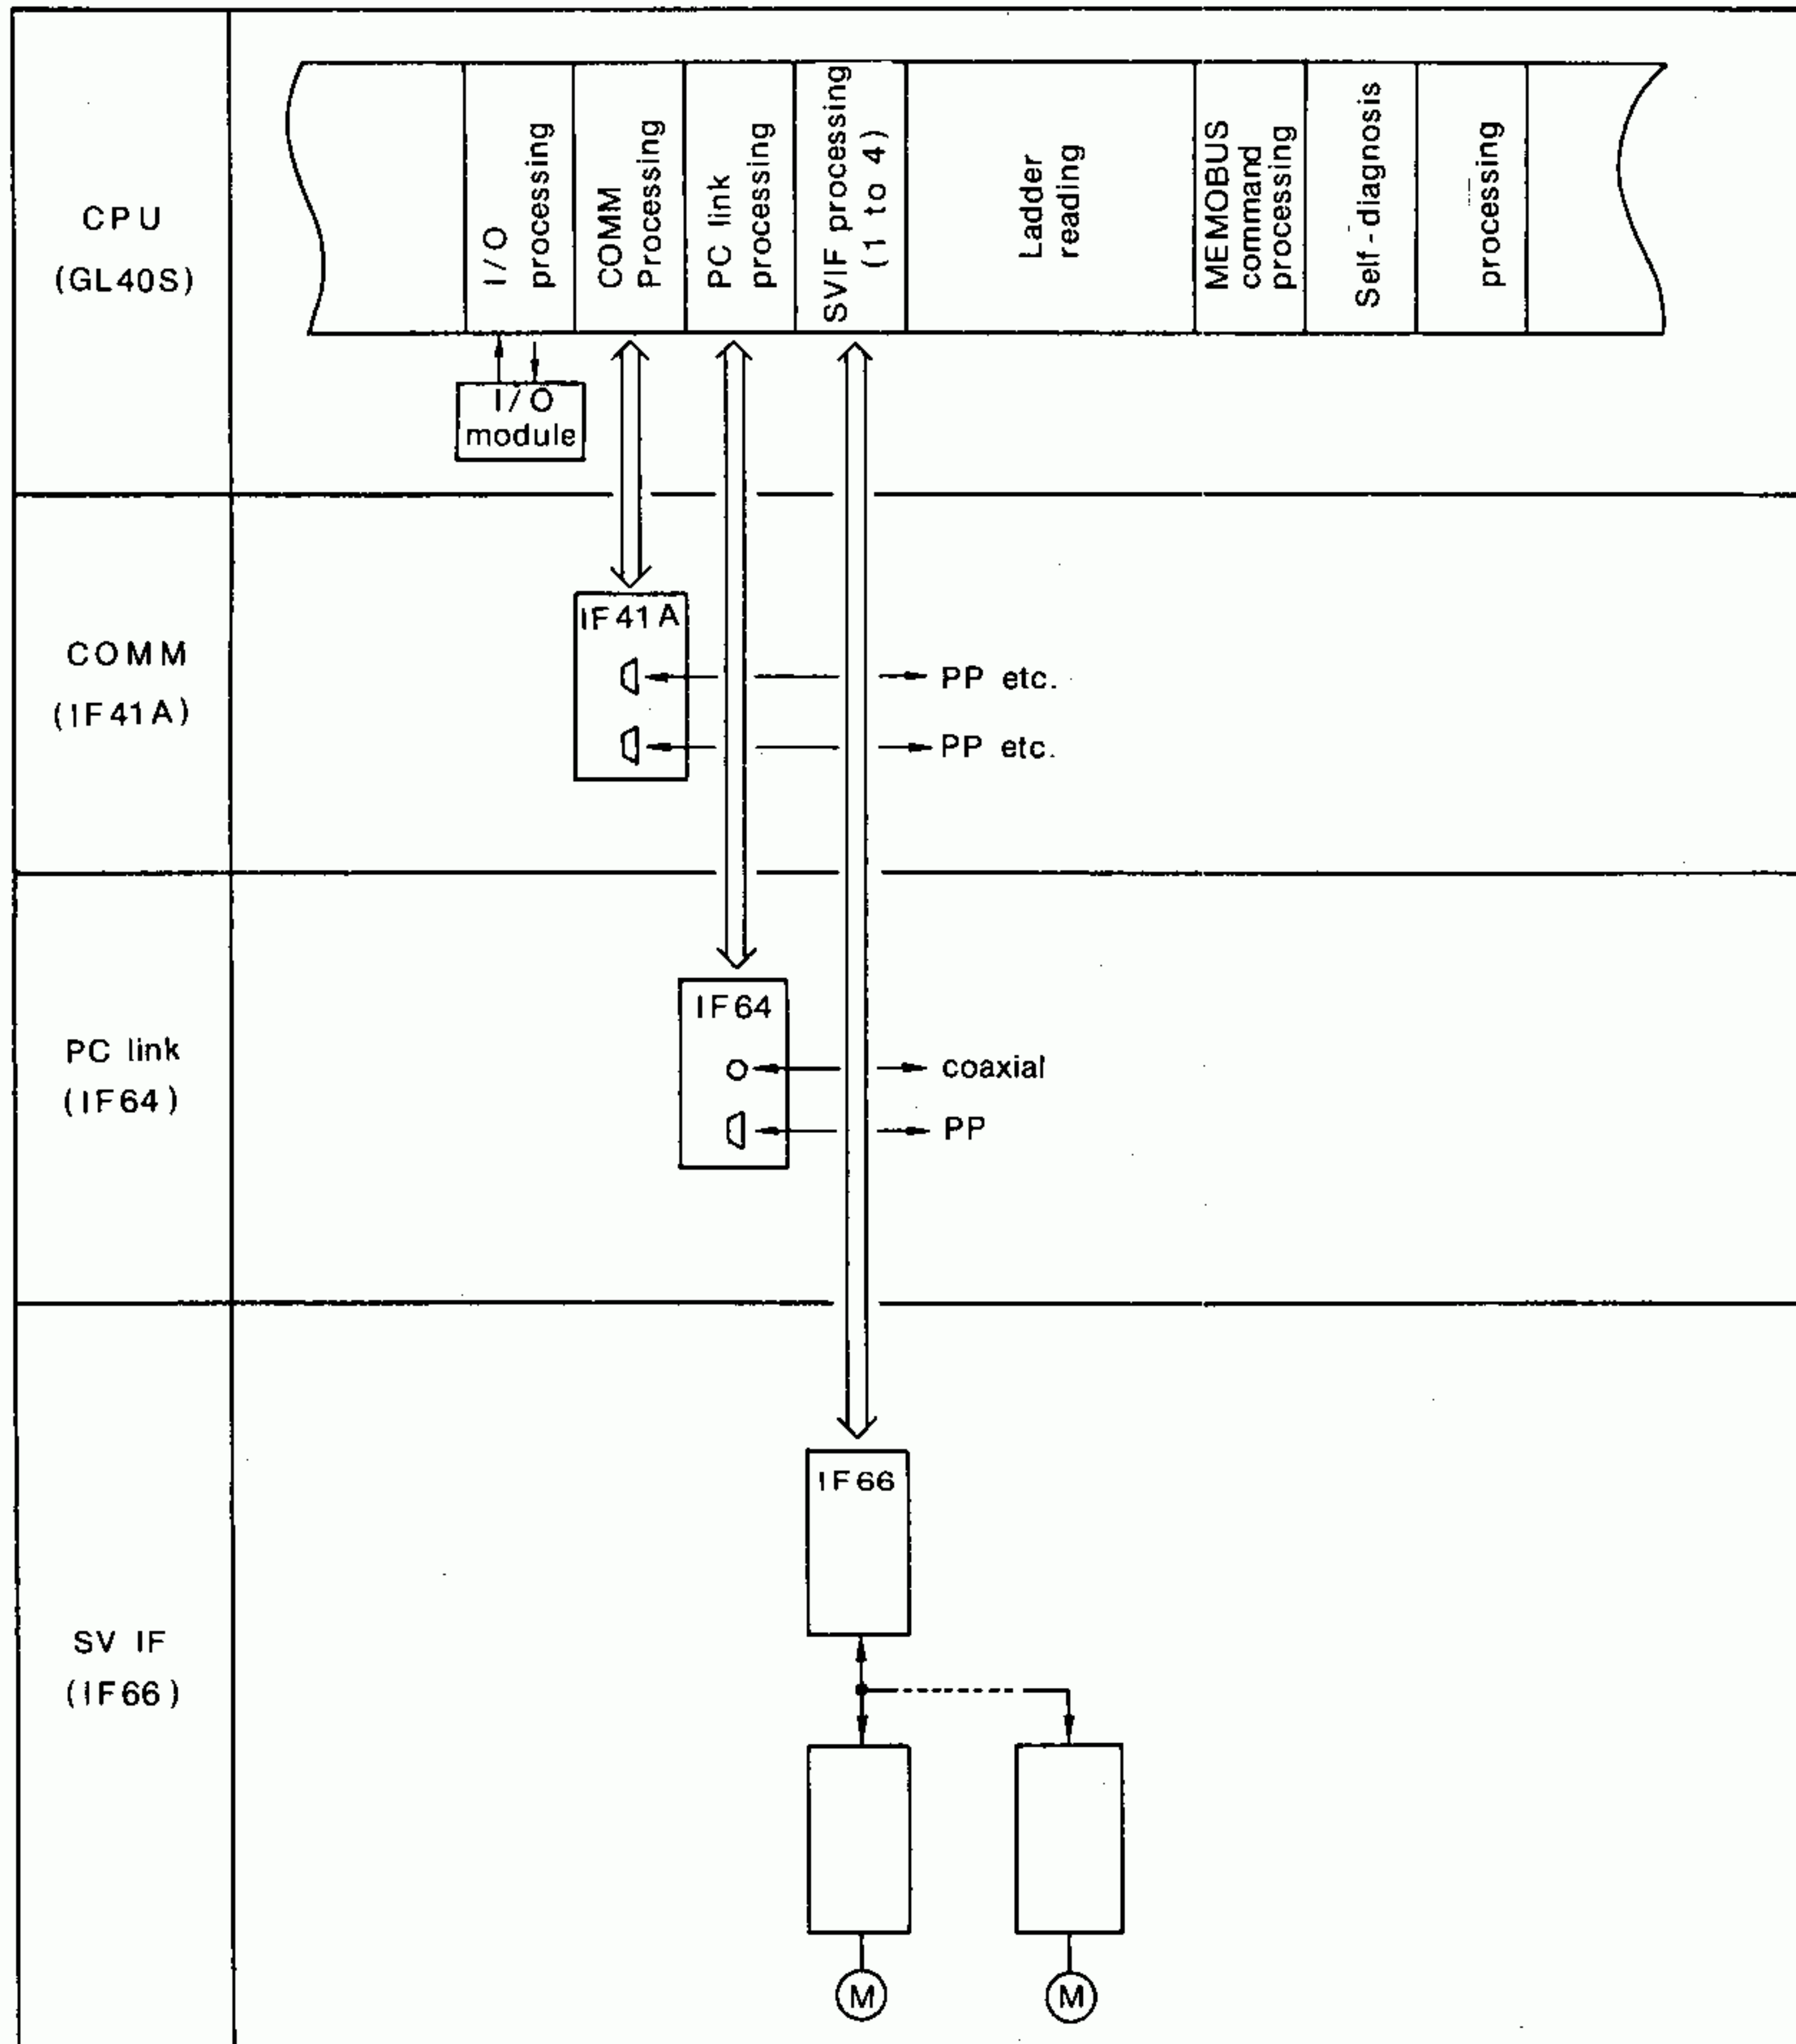 CPU
(GL40S)
I/O
processing
COMM
Processing
PC link
processing
SVIF processing
(1 to 4)
Ladder
reading
MEMOBUS
command
processing
Self-diagnosis
processing
I/O
module
COMM
(IF41A)
IF41A
PP etc.
PP etc.
PC link
(IF64)
IF64
coaxial
PP
SV IF
(IF66)
IF66
M
M